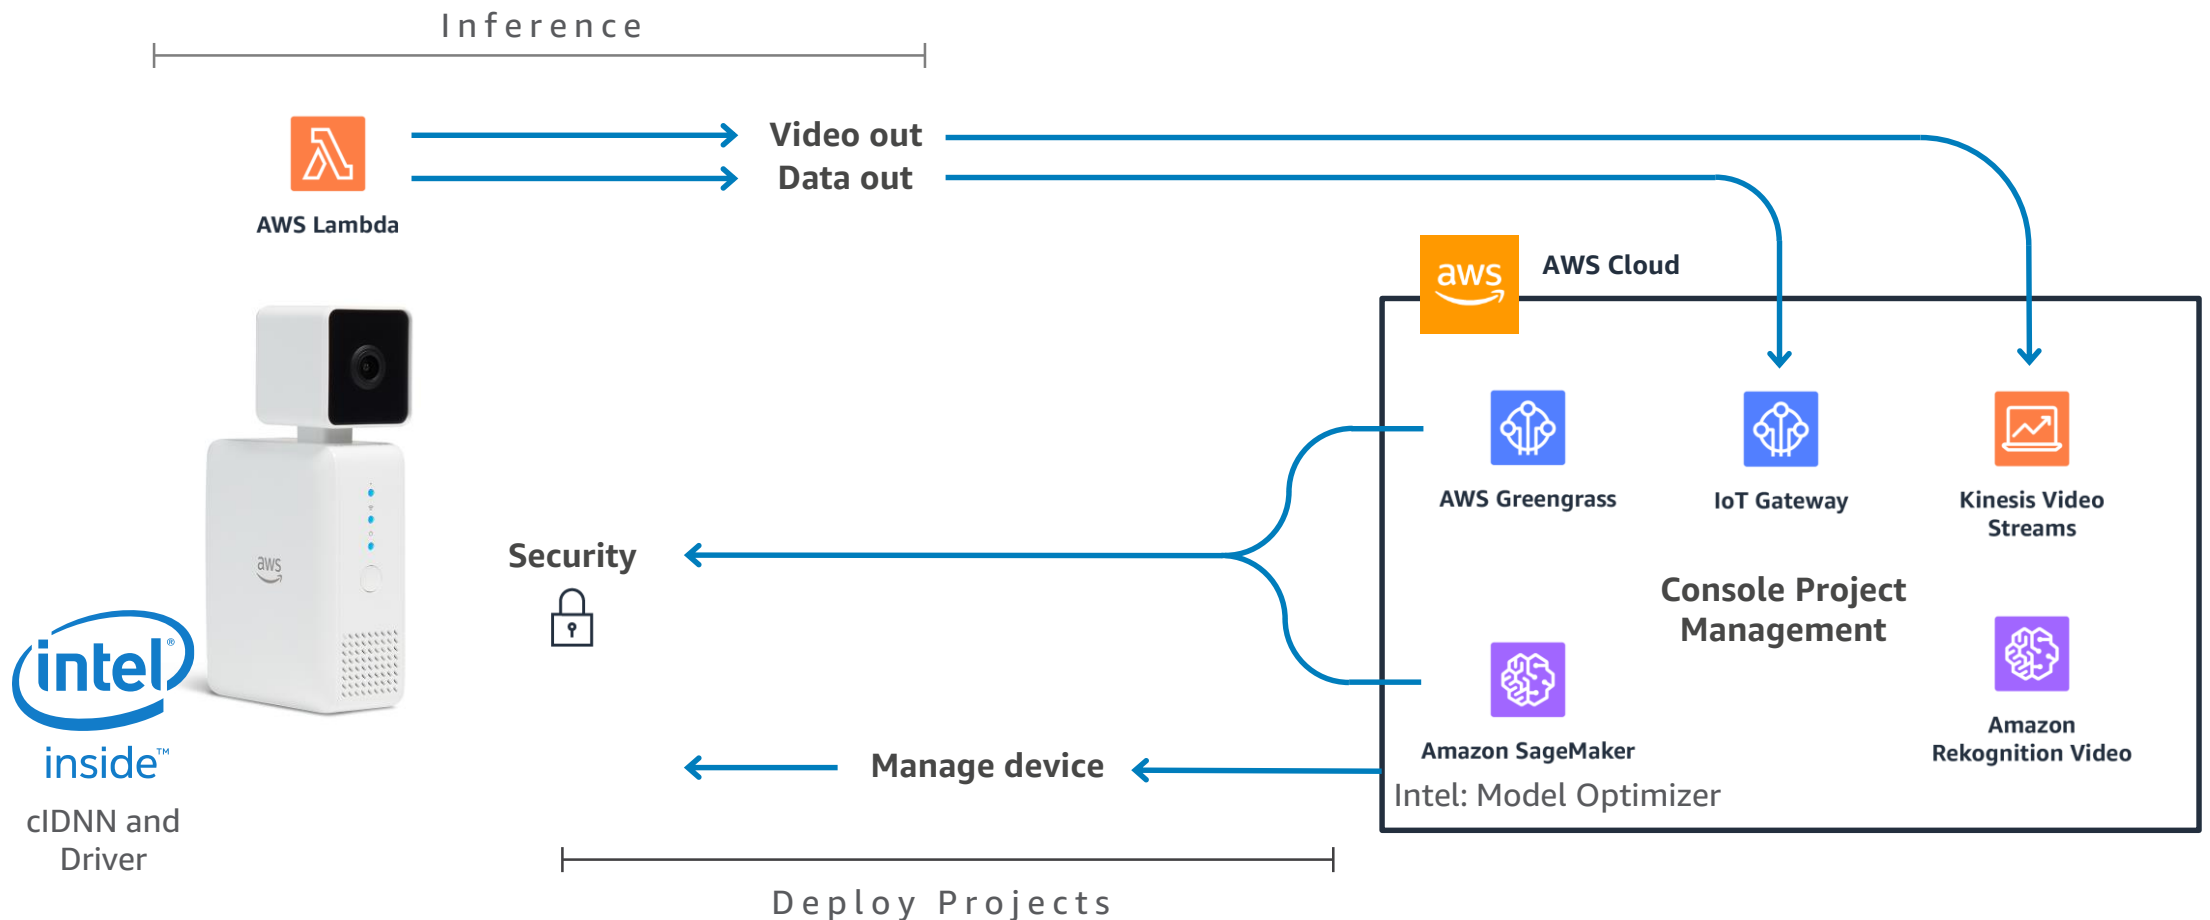 Inference
Video out
Data out
AWS Lambda
aws
AWS Cloud
AWS Greengrass
IoT Gateway
Kinesis Video
Streams
aws
Security
Console Project
Management
intel®
inside™
cIDNN and
Driver
Manage device
Amazon SageMaker
Intel: Model Optimizer
Amazon
Rekognition Video
Deploy Projects